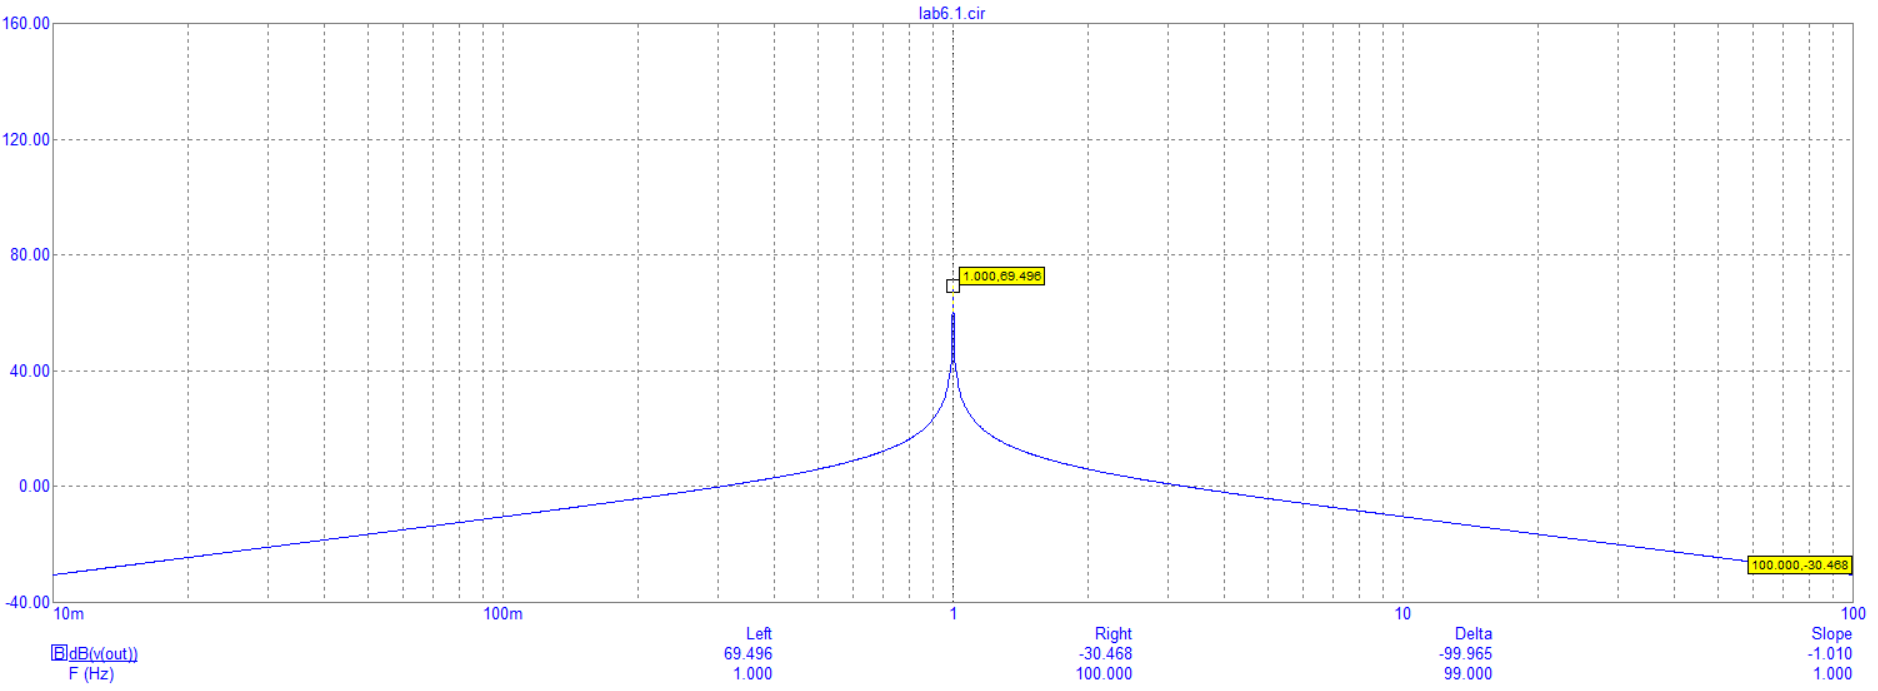 lab6.1.cir
160.00
120.00
80.00
1.000,69.496
40.00
0.00
100.000,-30.468
-40.00
10m 100m 1 10 100
Left Right Delta Slope
B dB(v(out)) 69.496 -30.468 -99.965 -1.010
F (Hz) 1.000 100.000 99.000 1.000